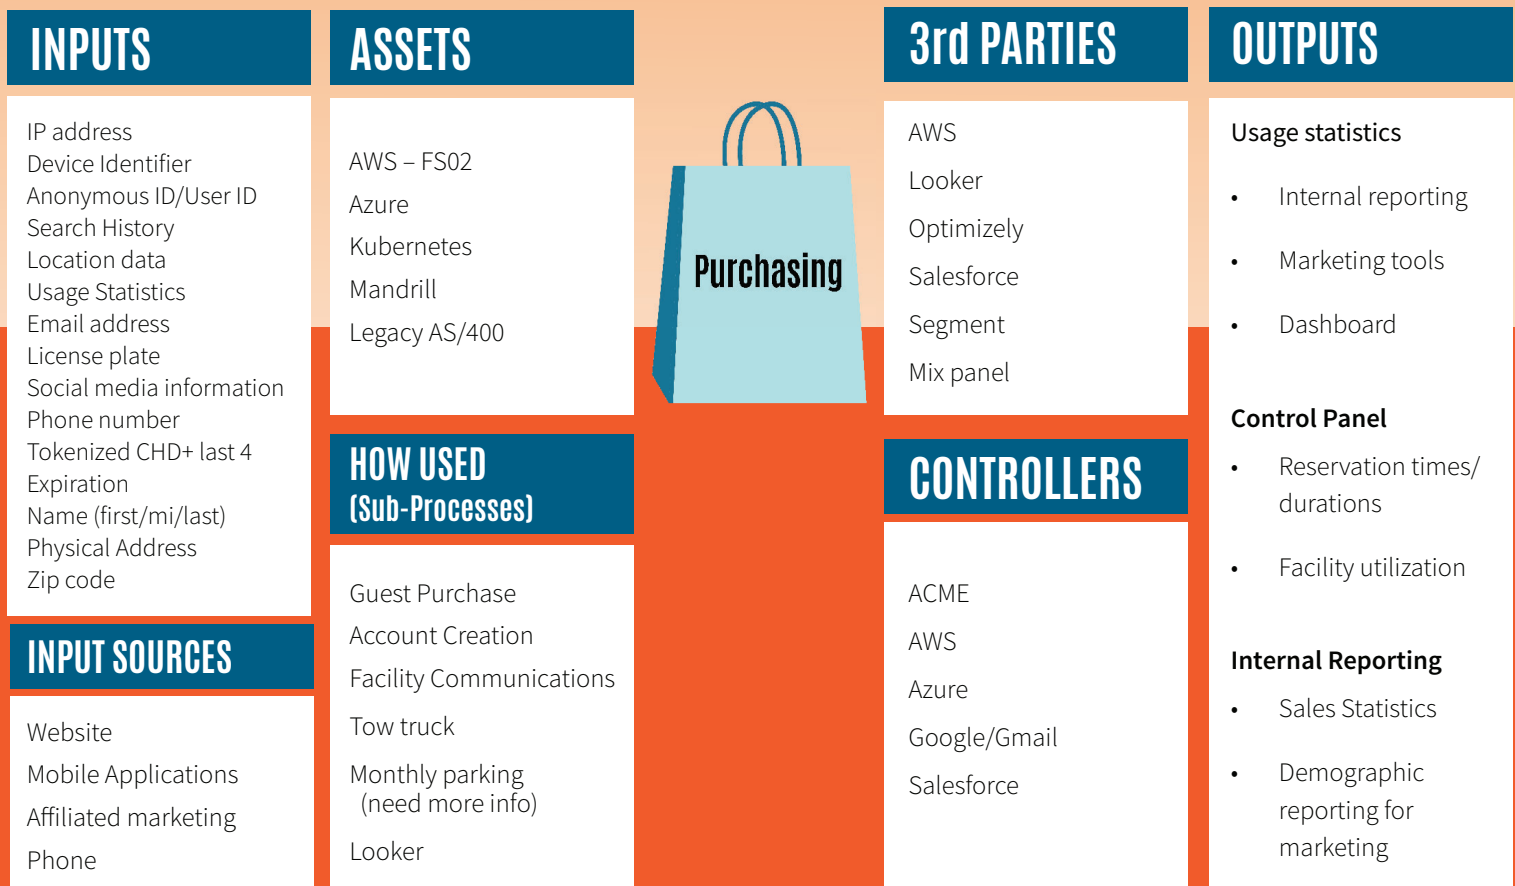 INPUTS
IP address
Device Identifier
Anonymous ID/User ID
Search History
Location data
Usage Statistics
Email address
License plate
Social media information
Phone number
Tokenized CHD+ last 4
Expiration
Name (first/mi/last)
Physical Address
Zip code
INPUT SOURCES
Website
Mobile Applications
Affiliated marketing
Phone
ASSETS
AWS – FS02
Azure
Kubernetes
Mandrill
Legacy AS/400
HOW USED
(Sub-Processes)
Guest Purchase
Account Creation
Facility Communications
Tow truck
Monthly parking
(need more info)
Looker
Purchasing
3rd PARTIES
AWS
Looker
Optimizely
Salesforce
Segment
Mix panel
CONTROLLERS
ACME
AWS
Azure
Google/Gmail
Salesforce
OUTPUTS
Usage statistics
• Internal reporting
• Marketing tools
• Dashboard
Control Panel
• Reservation times/
durations
• Facility utilization
Internal Reporting
• Sales Statistics
• Demographic
reporting for
marketing